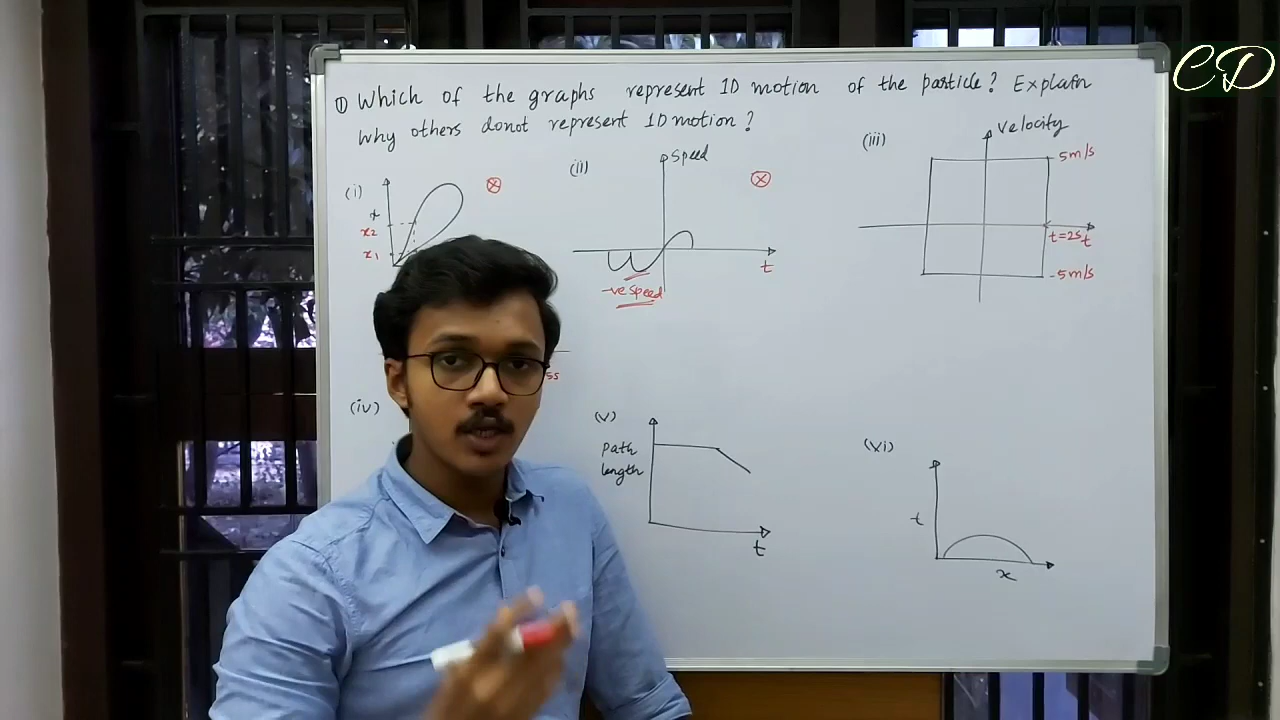 ① Which of the graphs represent 1D motion of the particle? Explain
why others donot represent 1D motion?
CD
(i)
x
x2
x1
(ii)
speed
t
-ve speed
(iii)
velocity
5m/s
t=2s
t
-5m/s
5s
(iv)
(v)
Path
length
t
(vi)
t
x